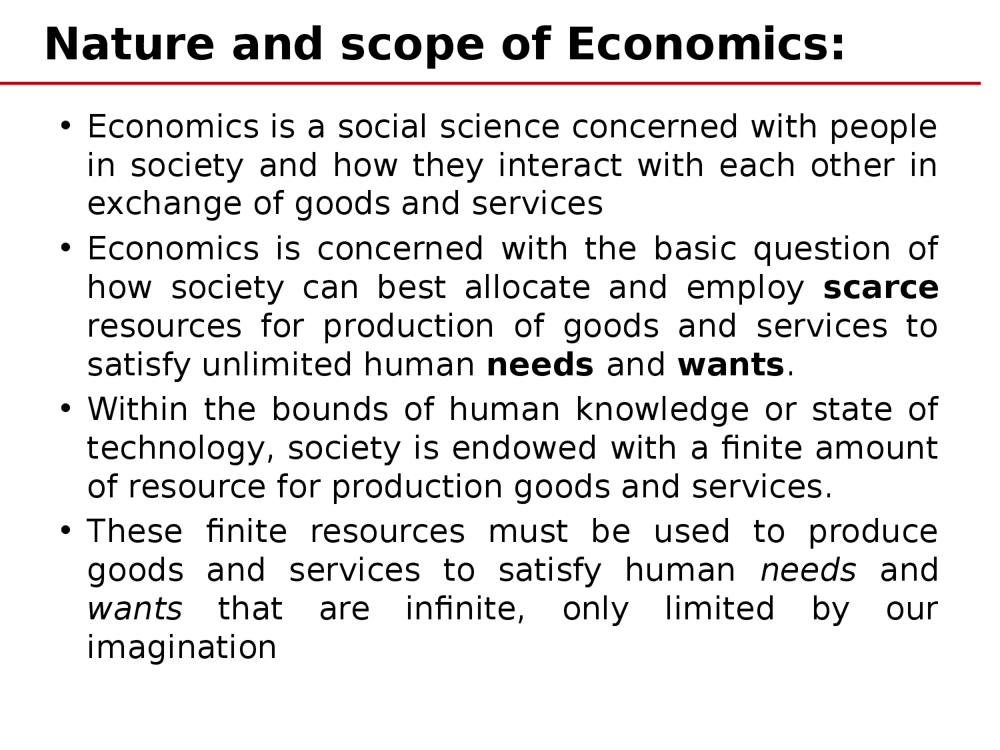 Nature and scope of Economics:
• Economics is a social science concerned with people
in society and how they interact with each other in
exchange of goods and services
• Economics is concerned with the basic question of
how society can best allocate and employ scarce
resources for production of goods and services to
satisfy unlimited human needs and wants.
• Within the bounds of human knowledge or state of
technology, society is endowed with a finite amount
of resource for production goods and services.
• These finite resources must be used to produce
goods and services to satisfy human needs and
wants that are infinite, only limited by our
imagination